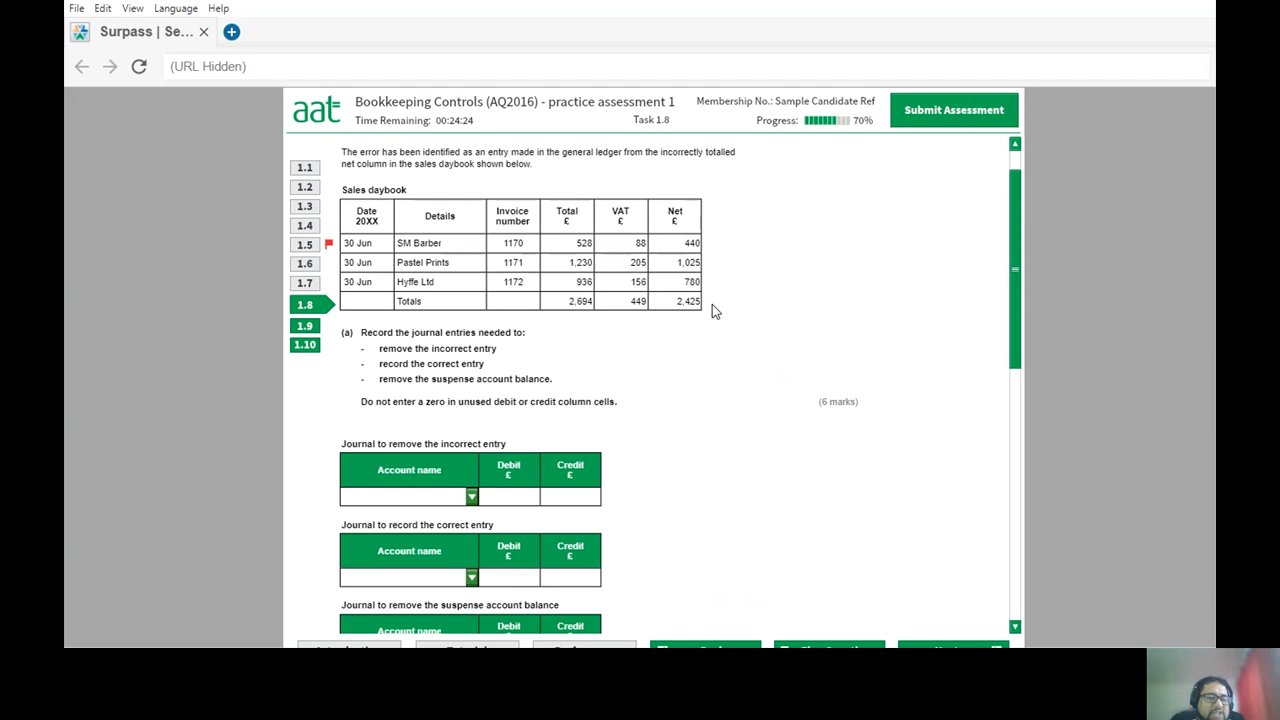 File Edit View Language Help
Surpass | Se...
(URL Hidden)
aat
Bookkeeping Controls (AQ2016) - practice assessment 1
Membership No.: Sample Candidate Ref
Submit Assessment
Time Remaining: 00:24:24
Task 1.8
Progress: 70%
The error has been identified as an entry made in the general ledger from the incorrectly totalled
net column in the sales daybook shown below.
1.1
1.2
1.3
1.4
1.5
1.6
1.7
1.8
1.9
1.10
Sales daybook
Date 20XX Details Invoice number Total £ VAT £ Net £
30 Jun SM Barber 1170 528 88 440
30 Jun Pastel Prints 1171 1,230 205 1,025
30 Jun Hyffe Ltd 1172 936 156 780
Totals 2,694 449 2,425
(a) Record the journal entries needed to:
- remove the incorrect entry
- record the correct entry
- remove the suspense account balance.
Do not enter a zero in unused debit or credit column cells.
(6 marks)
Journal to remove the incorrect entry
Account name Debit £ Credit £
Journal to record the correct entry
Account name Debit £ Credit £
Journal to remove the suspense account balance
Account name Debit £ Credit